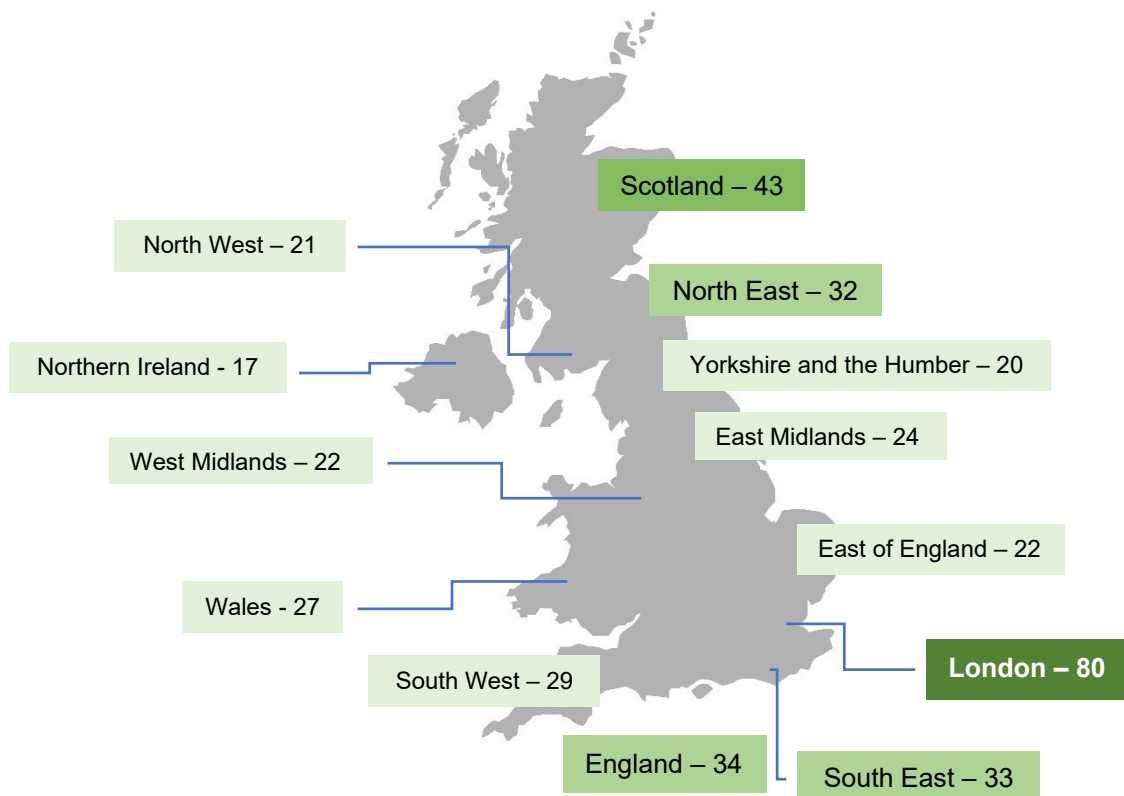 Scotland – 43
North West – 21
North East – 32
Northern Ireland - 17
Yorkshire and the Humber – 20
East Midlands – 24
West Midlands – 22
East of England – 22
Wales - 27
London – 80
South West – 29
England – 34
South East – 33